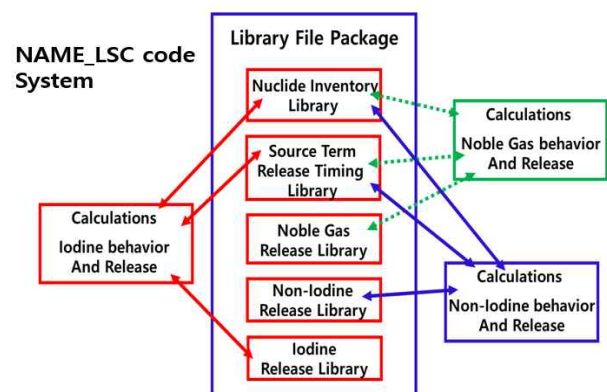 NAME_LSC code
System
Library File Package
Nuclide Inventory
Library
Source Term
Release Timing
Library
Noble Gas
Release Library
Non-Iodine
Release Library
Iodine
Release Library
Calculations
Iodine behavior
And Release
Calculations
Noble Gas behavior
And Release
Calculations
Non-Iodine behavior
And Release